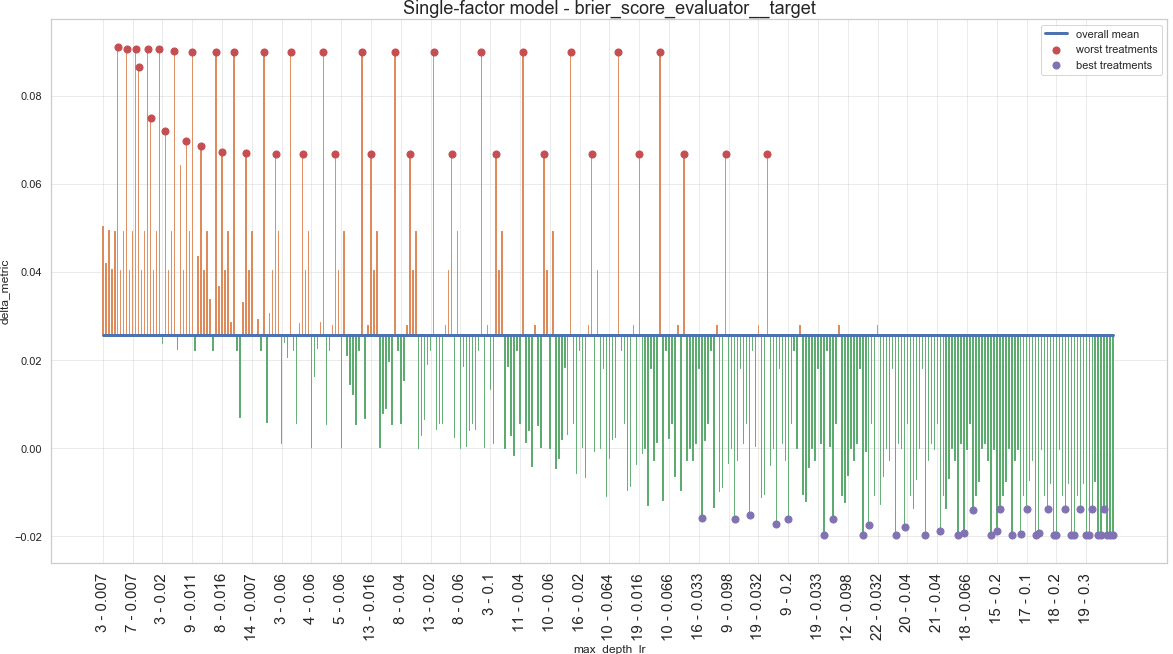 Single-factor model - brier_score_evaluator__target
overall mean
worst treatments
best treatments
delta_metric
0.08
0.06
0.04
0.02
0.00
−0.02
3 - 0.007
7 - 0.007
3 - 0.02
9 - 0.011
8 - 0.016
14 - 0.007
3 - 0.06
4 - 0.06
5 - 0.06
13 - 0.016
8 - 0.04
13 - 0.02
8 - 0.06
3 - 0.1
11 - 0.04
10 - 0.06
16 - 0.02
10 - 0.064
19 - 0.016
10 - 0.066
16 - 0.033
9 - 0.098
19 - 0.032
9 - 0.2
19 - 0.033
12 - 0.098
22 - 0.032
20 - 0.04
21 - 0.04
18 - 0.066
15 - 0.2
17 - 0.1
18 - 0.2
19 - 0.3
max_depth_lr